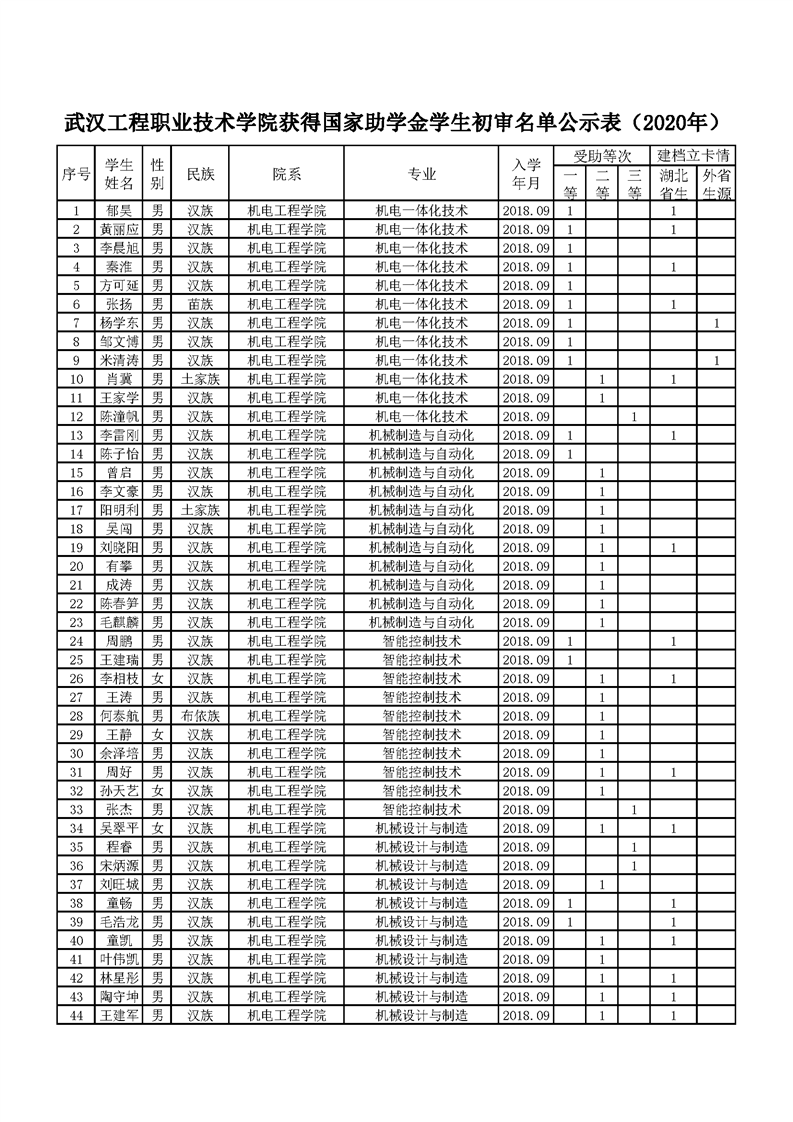 武汉工程职业技术学院获得国家助学金学生初审名单公示表（2020年）
序号 学生姓名 性别 民族 院系 专业 入学年月 受助等次 建档立卡情
一等 二等 三等 湖北省生 外省生源
1 郁昊 男 汉族 机电工程学院 机电一体化技术 2018.09 1 1
2 黄丽应 男 汉族 机电工程学院 机电一体化技术 2018.09 1 1
3 李晨旭 男 汉族 机电工程学院 机电一体化技术 2018.09 1
4 秦淮 男 汉族 机电工程学院 机电一体化技术 2018.09 1 1
5 方可延 男 汉族 机电工程学院 机电一体化技术 2018.09 1
6 张扬 男 苗族 机电工程学院 机电一体化技术 2018.09 1 1
7 杨学东 男 汉族 机电工程学院 机电一体化技术 2018.09 1 1
8 邹文博 男 汉族 机电工程学院 机电一体化技术 2018.09 1
9 米清涛 男 汉族 机电工程学院 机电一体化技术 2018.09 1 1
10 肖冀 男 土家族 机电工程学院 机电一体化技术 2018.09 1 1
11 王家学 男 汉族 机电工程学院 机电一体化技术 2018.09 1
12 陈潼帆 男 汉族 机电工程学院 机电一体化技术 2018.09 1
13 李雷刚 男 汉族 机电工程学院 机械制造与自动化 2018.09 1 1
14 陈子怡 男 汉族 机电工程学院 机械制造与自动化 2018.09 1
15 曾启 男 汉族 机电工程学院 机械制造与自动化 2018.09 1
16 李文豪 男 汉族 机电工程学院 机械制造与自动化 2018.09 1
17 阳明利 男 土家族 机电工程学院 机械制造与自动化 2018.09 1
18 吴闯 男 汉族 机电工程学院 机械制造与自动化 2018.09 1
19 刘晓阳 男 汉族 机电工程学院 机械制造与自动化 2018.09 1 1
20 有攀 男 汉族 机电工程学院 机械制造与自动化 2018.09 1
21 成涛 男 汉族 机电工程学院 机械制造与自动化 2018.09 1
22 陈春笋 男 汉族 机电工程学院 机械制造与自动化 2018.09 1
23 毛麒麟 男 汉族 机电工程学院 机械制造与自动化 2018.09 1
24 周鹏 男 汉族 机电工程学院 智能控制技术 2018.09 1 1
25 王建瑞 男 汉族 机电工程学院 智能控制技术 2018.09 1
26 李相枝 女 汉族 机电工程学院 智能控制技术 2018.09 1 1
27 王涛 男 汉族 机电工程学院 智能控制技术 2018.09 1
28 何泰航 男 布依族 机电工程学院 智能控制技术 2018.09 1
29 王静 女 汉族 机电工程学院 智能控制技术 2018.09 1
30 余泽培 男 汉族 机电工程学院 智能控制技术 2018.09 1
31 周好 男 汉族 机电工程学院 智能控制技术 2018.09 1 1
32 孙天艺 女 汉族 机电工程学院 智能控制技术 2018.09 1
33 张杰 男 汉族 机电工程学院 智能控制技术 2018.09 1
34 吴翠平 女 汉族 机电工程学院 机械设计与制造 2018.09 1 1
35 程睿 男 汉族 机电工程学院 机械设计与制造 2018.09 1
36 宋炳源 男 汉族 机电工程学院 机械设计与制造 2018.09 1
37 刘旺城 男 汉族 机电工程学院 机械设计与制造 2018.09 1
38 童畅 男 汉族 机电工程学院 机械设计与制造 2018.09 1 1
39 毛浩龙 男 汉族 机电工程学院 机械设计与制造 2018.09 1 1
40 童凯 男 汉族 机电工程学院 机械设计与制造 2018.09 1 1
41 叶伟凯 男 汉族 机电工程学院 机械设计与制造 2018.09 1
42 林星彤 男 汉族 机电工程学院 机械设计与制造 2018.09 1 1
43 陶守坤 男 汉族 机电工程学院 机械设计与制造 2018.09 1 1
44 王建军 男 汉族 机电工程学院 机械设计与制造 2018.09 1 1